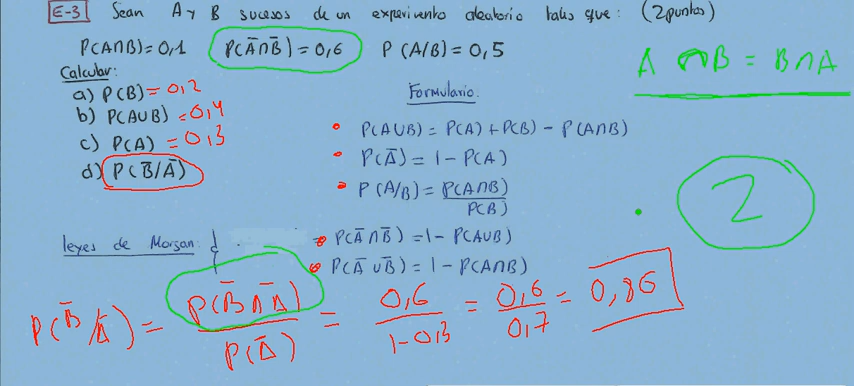 E-3 Sean A y B sucesos de un experimento aleatorio tales que: (2 puntos)
P(A∩B)=0,1 P(A̅∩B̅)=0,6 P(A/B)=0,5
A ∩B = B∩A
Calcular:
a) P(B)=0,2
b) P(A∪B)=0,4
c) P(A)=0,3
d) P(B̅/A̅)
Formulario:
• P(A∪B)=P(A)+P(B)-P(A∩B)
• P(A̅)=1-P(A)
• P(A/B)=P(A∩B)/P(B)
2
leyes de Morgan:
• P(A̅∩B̅)=1-P(A∪B)
• P(A̅∪B̅)=1-P(A∩B)
P(B̅/A̅)=P(B̅∩A̅)/P(A̅)=0,6/1-0,3=0,6/0,7=0,86